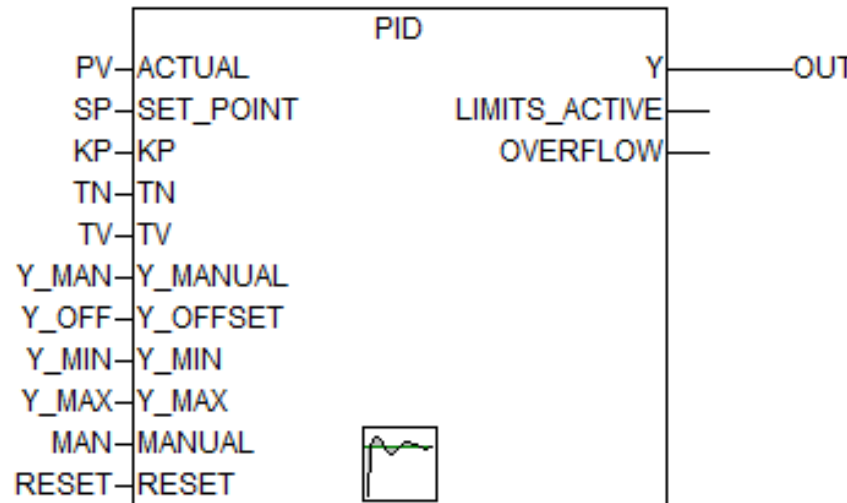 PID
PV ACTUAL Y OUT
SP SET_POINT LIMITS_ACTIVE
KP KP OVERFLOW
TN TN
TV TV
Y_MAN Y_MANUAL
Y_OFF Y_OFFSET
Y_MIN Y_MIN
Y_MAX Y_MAX
MAN MANUAL
RESET RESET